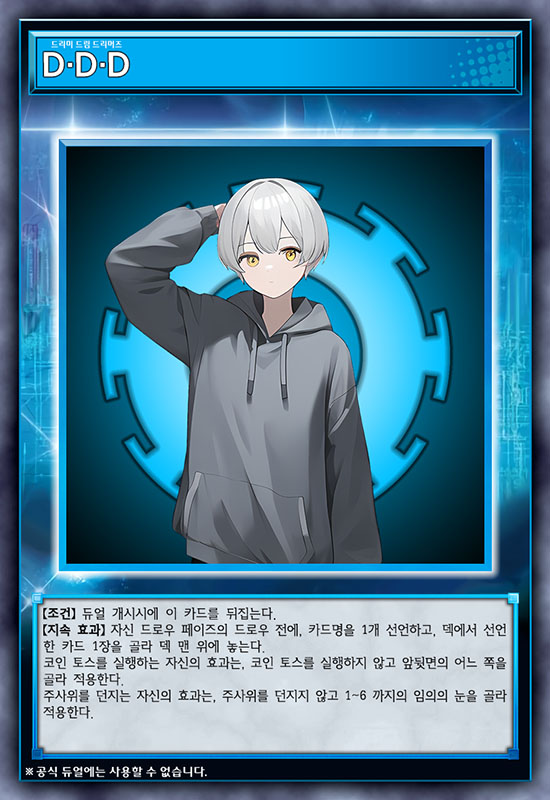 드리미 드림 드리머즈
D·D·D
【조건】 듀얼 개시시에 이 카드를 뒤집는다.
【지속 효과】 자신 드로우 페이즈의 드로우 전에, 카드명을 1개 선언하고, 덱에서 선언
한 카드 1장을 골라 덱 맨 위에 놓는다.
코인 토스를 실행하는 자신의 효과는, 코인 토스를 실행하지 않고 앞뒷면의 어느 쪽을
골라 적용한다.
주사위를 던지는 자신의 효과는, 주사위를 던지지 않고 1~6 까지의 임의의 눈을 골라
적용한다.
※ 공식 듀얼에는 사용할 수 없습니다.